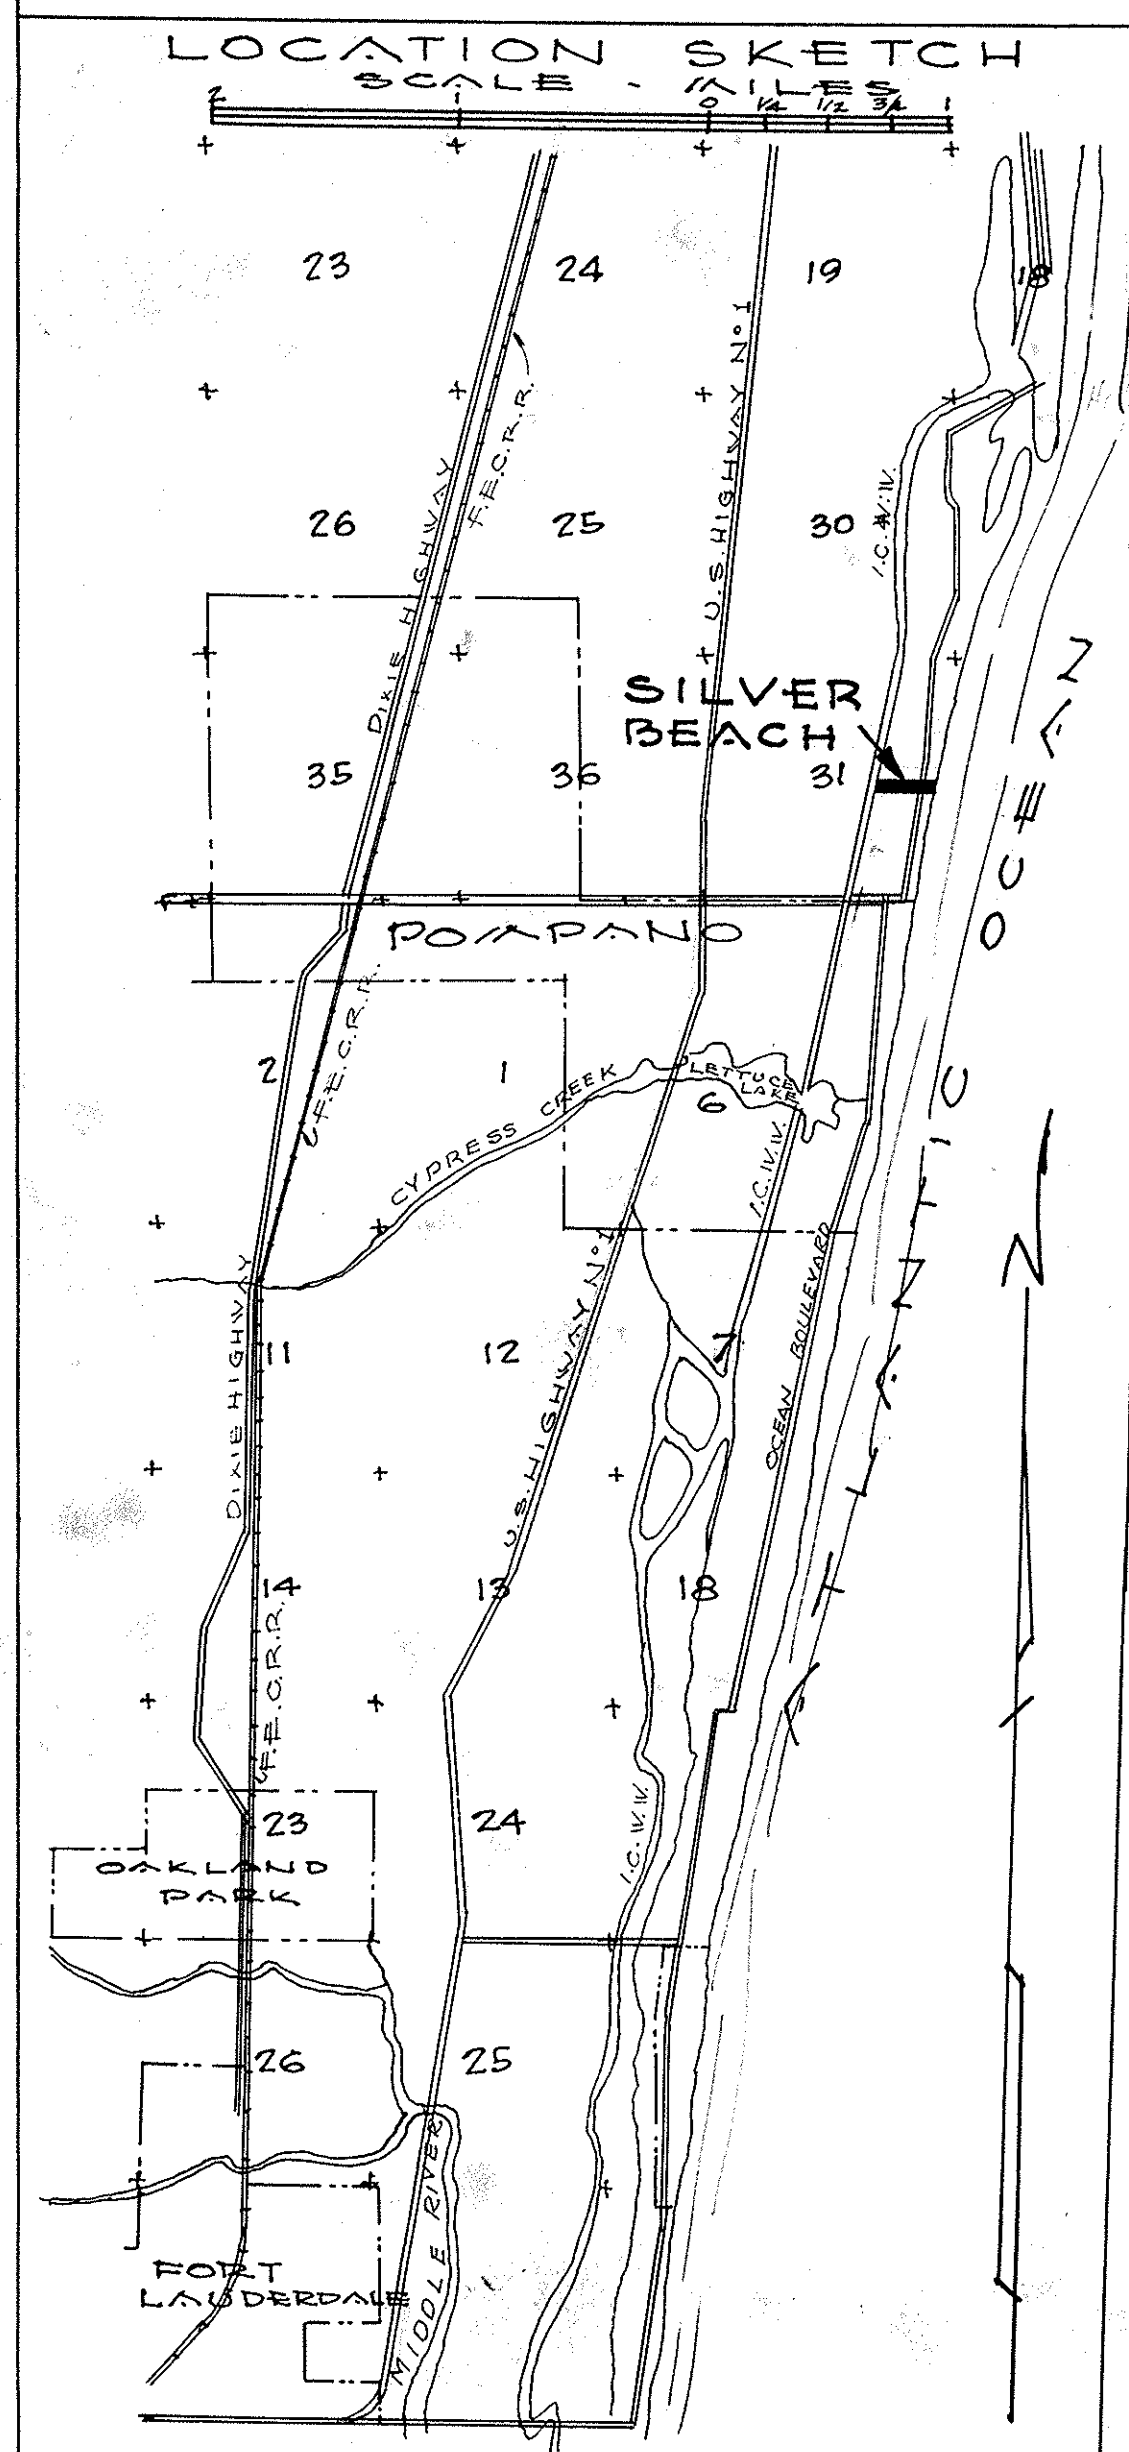 LOCATION SKETCH
SCALE - MILES
2 1 0 1/4 1/2 3/4 1
23 24 19 18
U.S. HIGHWAY Nº 1
F.E.C.R.R.
DIXIE HIGHWAY
I.C.W.W.
26 25 30
SILVER
BEACH
35 36 31
POMPANO
F.E.C.R.R.
2 1 6
LETTUCE
LAKE
CYPRESS CREEK
I.C.W.W.
ATLANTIC OCEAN
N
OCEAN BOULEVARD
U.S. HIGHWAY Nº 1
DIXIE HIGHWAY
11 12 7
14 13 18
F.E.C.R.R.
23 24
I.C.W.W.
OAKLAND
PARK
26 25
MIDDLE RIVER
FORT
LAUDERDALE